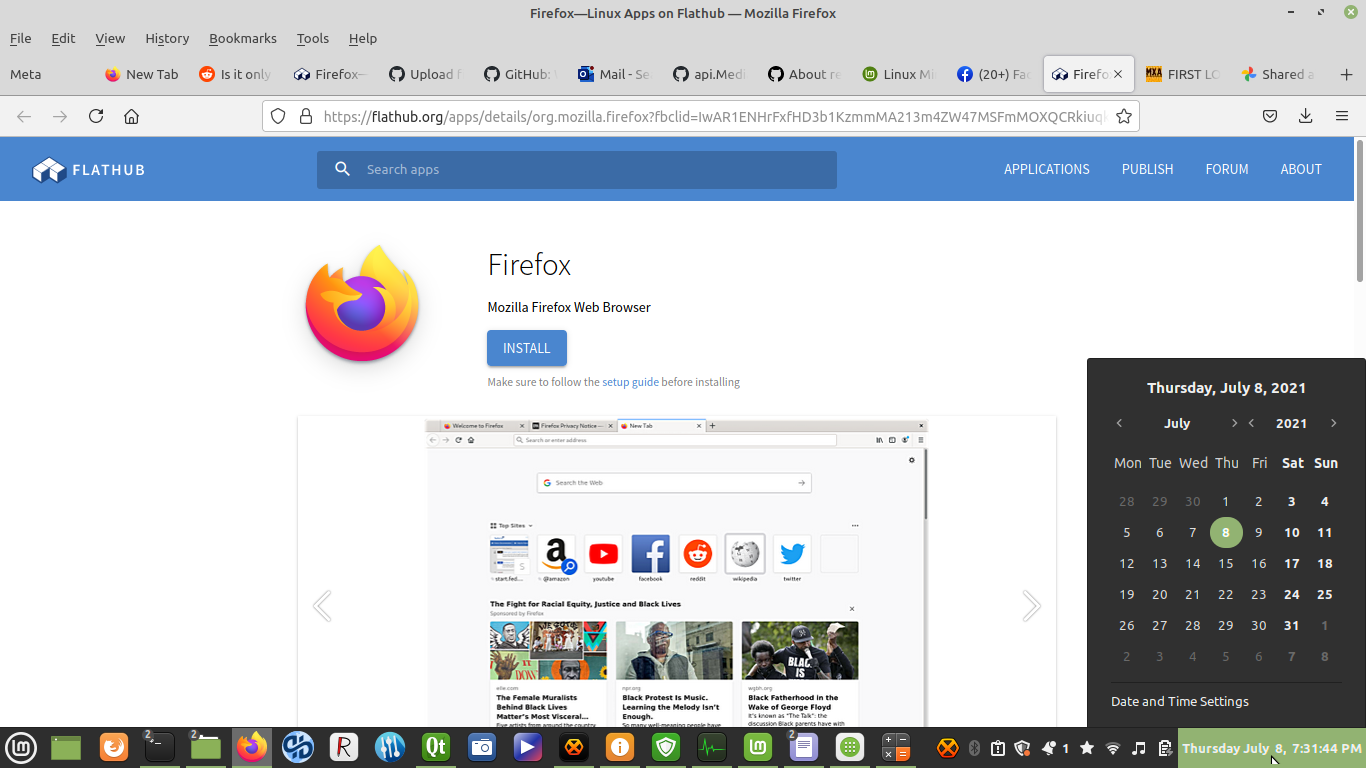 Firefox—Linux Apps on Flathub — Mozilla Firefox
File Edit View History Bookmarks Tools Help
Meta New Tab Is it only Firefox— Upload f GitHub: Mail - Se api.Medi About re Linux Mi (20+) Fac Firefo FIRST LO Shared a
https://flathub.org/apps/details/org.mozilla.firefox?fbclid=IwAR1ENHrFxfHD3b1KzmmMA213m4ZW47MSFmMOXQCRkiuql
FLATHUB Search apps APPLICATIONS PUBLISH FORUM ABOUT
Firefox
Mozilla Firefox Web Browser
INSTALL
Make sure to follow the setup guide before installing
Welcome to Firefox Firefox Privacy Notice — New Tab
Search or enter address
Search the Web
Top Sites
start.fed... @amazon youtube facebook reddit wikipedia twitter
The Fight for Racial Equity, Justice and Black Lives
Sponsored by Firefox
BLACK
IS
elle.com
The Female Muralists
Behind Black Lives
Matter's Most Visceral...
Five artists from around the country
npr.org
Black Protest Is Music.
Learning the Melody Isn't
Enough.
So many well-meaning people have
wgbh.org
Black Fatherhood in the
Wake of George Floyd
It's known as "The Talk": the
discussion Black parents have with
Thursday, July 8, 2021
July 2021
Mon Tue Wed Thu Fri Sat Sun
28 29 30 1 2 3 4
5 6 7 8 9 10 11
12 13 14 15 16 17 18
19 20 21 22 23 24 25
26 27 28 29 30 31 1
2 3 4 5 6 7 8
Date and Time Settings
2 2 R Qt 2 1 Thursday July 8, 7:31:44 PM